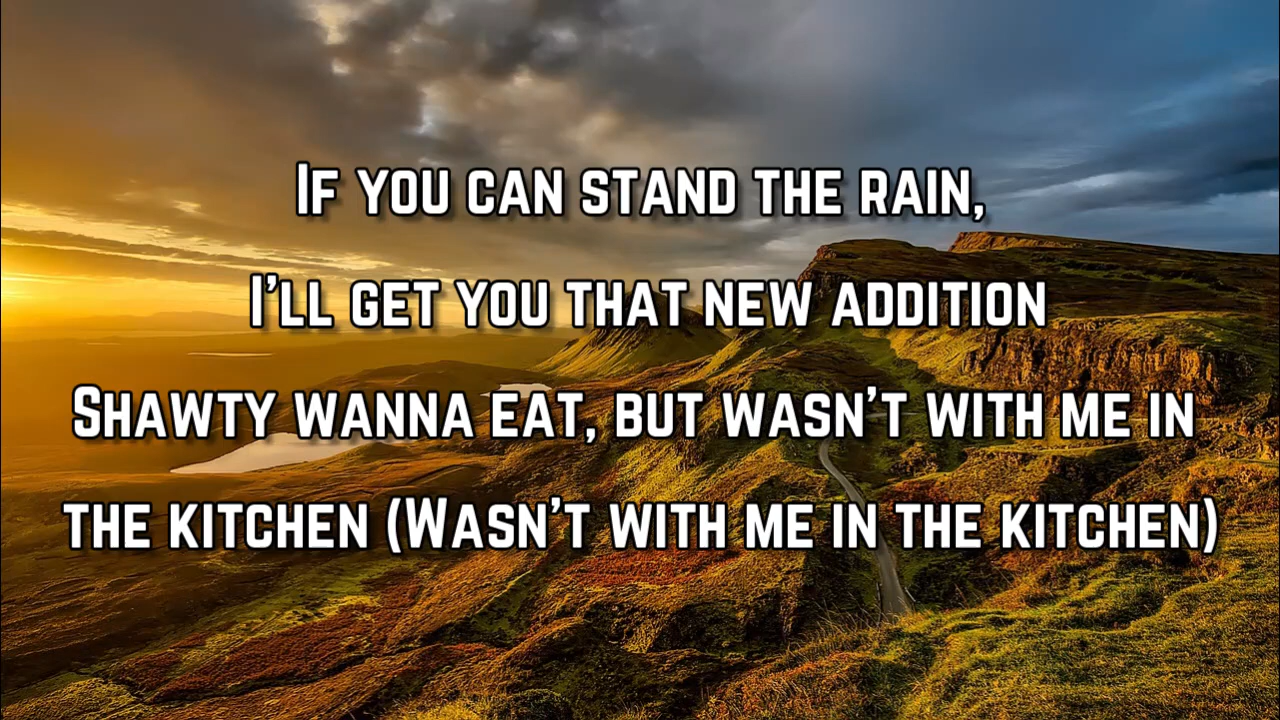 If you can stand the rain,
I'll get you that new addition
Shawty wanna eat, but wasn't with me in
the kitchen (Wasn't with me in the kitchen)